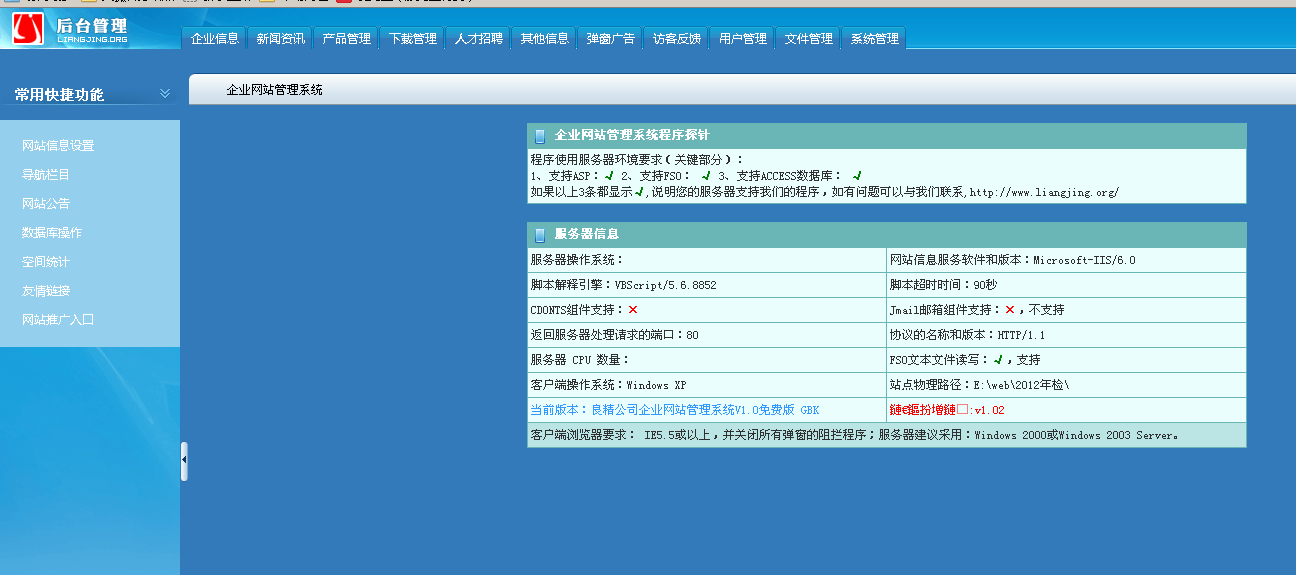 后台管理
LIANGJING.ORG
企业信息 新闻资讯 产品管理 下载管理 人才招聘 其他信息 弹窗广告 访客反馈 用户管理 文件管理 系统管理
常用快捷功能
企业网站管理系统
网站信息设置
导航栏目
网站公告
数据库操作
空间统计
友情链接
网站推广入口
企业网站管理系统程序探针
程序使用服务器环境要求(关键部分):
1、支持ASP:√ 2、支持FSO: √ 3、支持ACCESS数据库: √
如果以上3条都显示√,说明您的服务器支持我们的程序,如有问题可以与我们联系,http://www.liangjing.org/
服务器信息
服务器操作系统: 网站信息服务软件和版本:Microsoft-IIS/6.0
脚本解释引擎:VBScript/5.6.8852 脚本超时时间:90秒
CDONTS组件支持:× Jmail邮箱组件支持:×,不支持
返回服务器处理请求的端口:80 协议的名称和版本:HTTP/1.1
服务器 CPU 数量: FSO文本文件读写:√,支持
客户端操作系统:Windows XP 站点物理路径:E:\web\2012年检\
当前版本:良精公司企业网站管理系统V1.0免费版 GBK :v1.02
客户端浏览器要求: IE5.5或以上,并关闭所有弹窗的阻拦程序;服务器建议采用:Windows 2000或Windows 2003 Server。